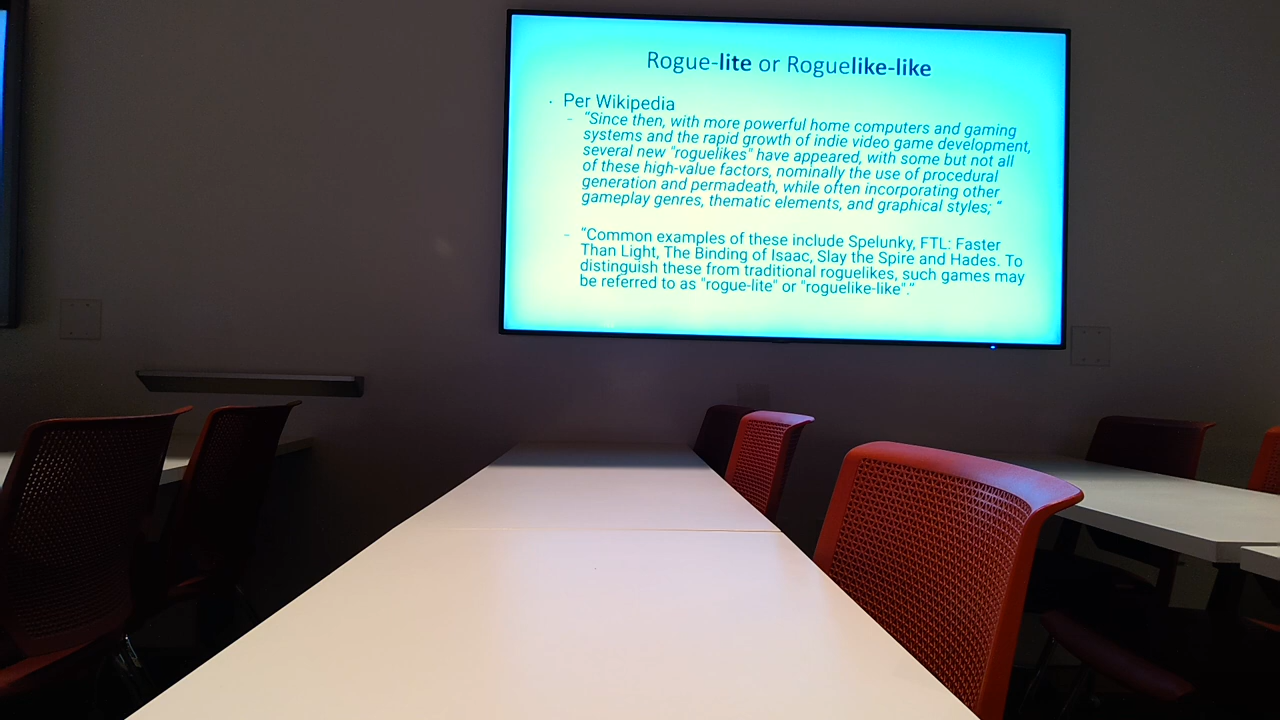 Rogue-lite or Roguelike-like
· Per Wikipedia
– “Since then, with more powerful home computers and gaming
systems and the rapid growth of indie video game development,
several new "roguelikes" have appeared, with some but not all
of these high-value factors, nominally the use of procedural
generation and permadeath, while often incorporating other
gameplay genres, thematic elements, and graphical styles; “
– “Common examples of these include Spelunky, FTL: Faster
Than Light, The Binding of Isaac, Slay the Spire and Hades. To
distinguish these from traditional roguelikes, such games may
be referred to as "rogue-lite" or "roguelike-like".”